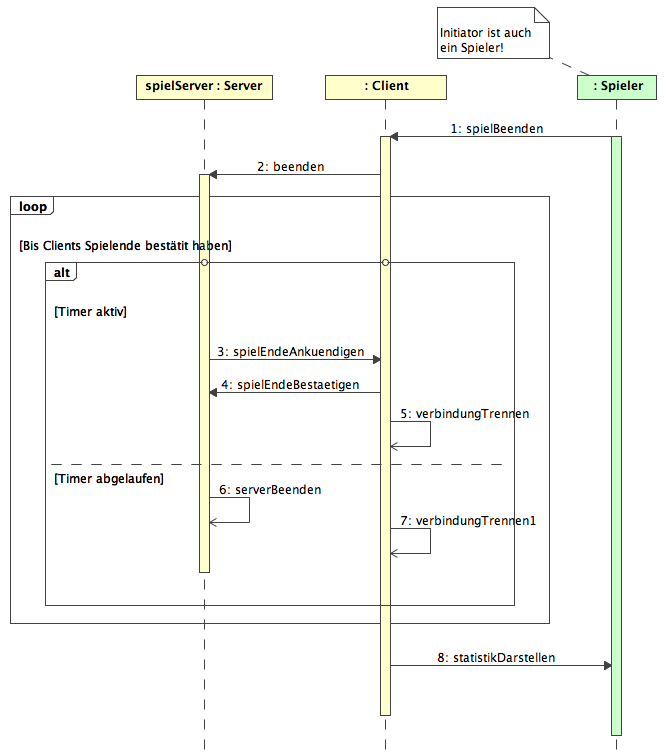 Initiator ist auch
ein Spieler!
spielServer : Server
: Client
: Spieler
1: spielBeenden
2: beenden
loop
[Bis Clients Spielende bestätit haben]
alt
[Timer aktiv]
3: spielEndeAnkuendigen
4: spielEndeBestaetigen
5: verbindungTrennen
[Timer abgelaufen]
6: serverBeenden
7: verbindungTrennen1
8: statistikDarstellen